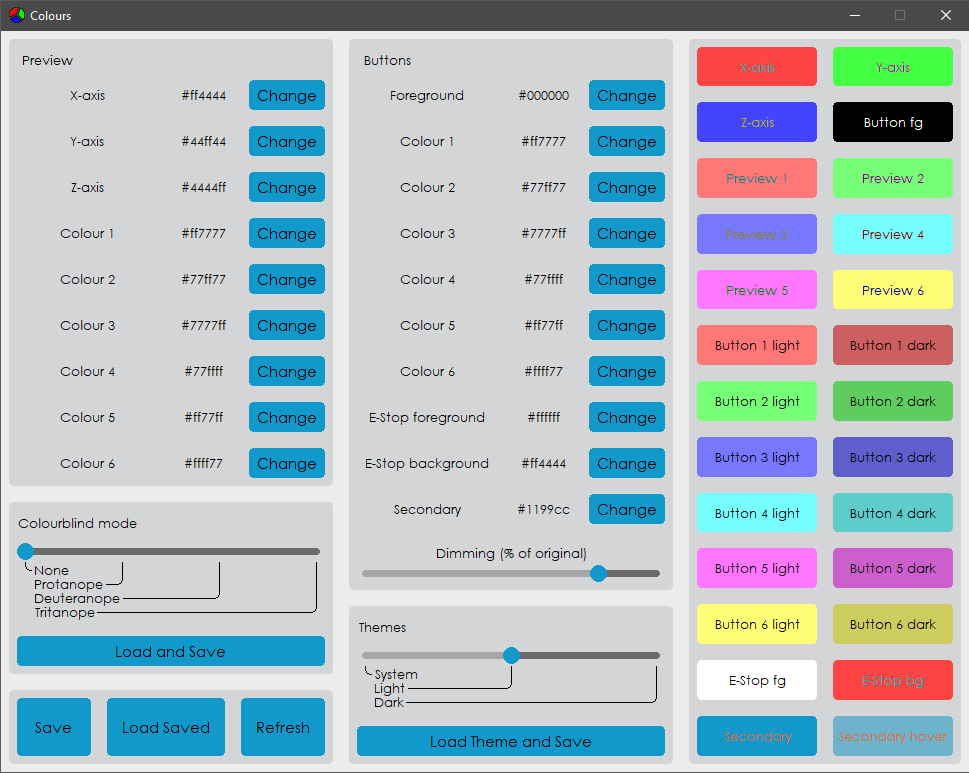 Colours
Preview
X-axis #ff4444 Change
Y-axis #44ff44 Change
Z-axis #4444ff Change
Colour 1 #ff7777 Change
Colour 2 #77ff77 Change
Colour 3 #7777ff Change
Colour 4 #77ffff Change
Colour 5 #ff77ff Change
Colour 6 #ffff77 Change
Colourblind mode
None
Protanope
Deuteranope
Tritanope
Load and Save
Save Load Saved Refresh
Buttons
Foreground #000000 Change
Colour 1 #ff7777 Change
Colour 2 #77ff77 Change
Colour 3 #7777ff Change
Colour 4 #77ffff Change
Colour 5 #ff77ff Change
Colour 6 #ffff77 Change
E-Stop foreground #ffffff Change
E-Stop background #ff4444 Change
Secondary #1199cc Change
Dimming (% of original)
Themes
System
Light
Dark
Load Theme and Save
X-axis Y-axis
Z-axis Button fg
Preview 1 Preview 2
Preview 3 Preview 4
Preview 5 Preview 6
Button 1 light Button 1 dark
Button 2 light Button 2 dark
Button 3 light Button 3 dark
Button 4 light Button 4 dark
Button 5 light Button 5 dark
Button 6 light Button 6 dark
E-Stop fg E-Stop bg
Secondary Secondary hover